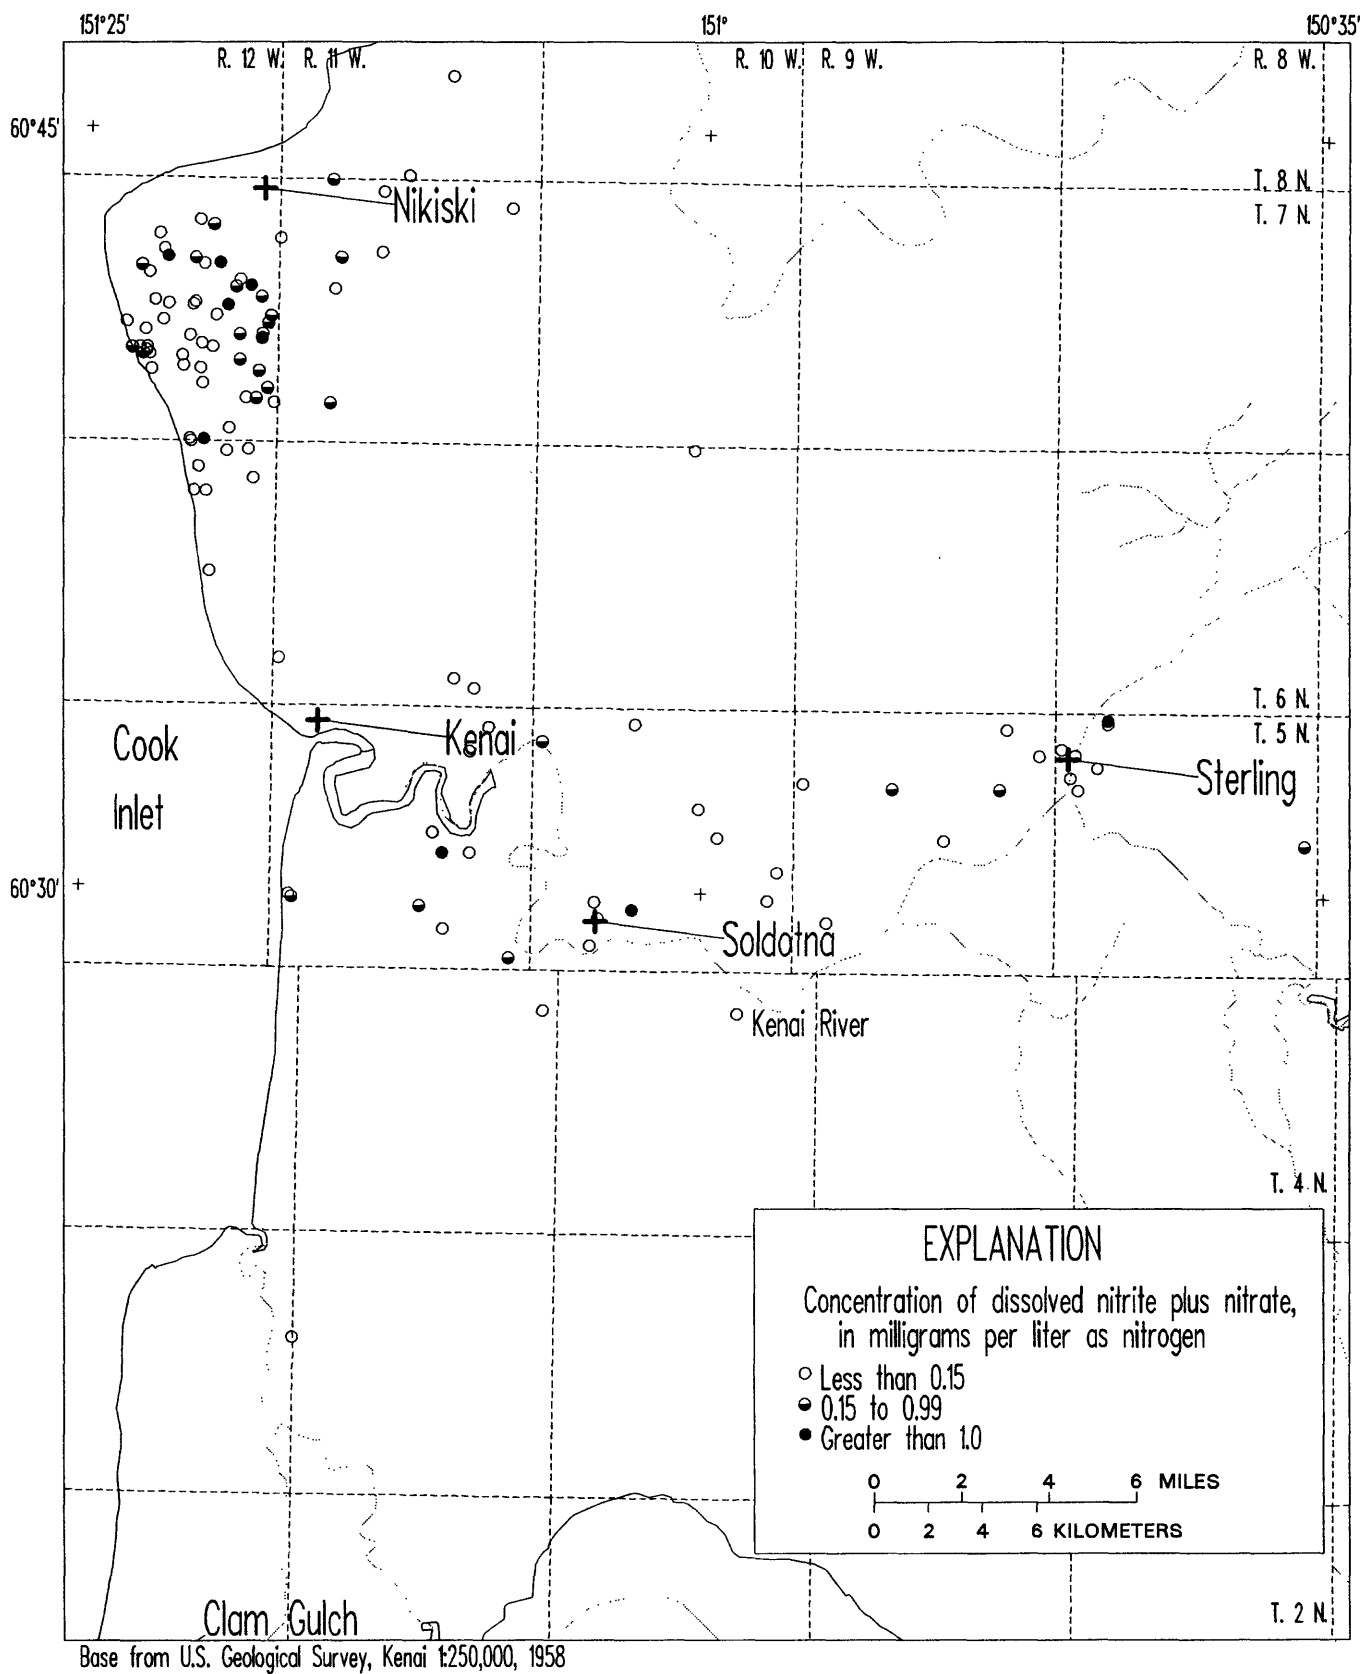 151°25'
151°
150°35'
R. 12 W. R. 11 W.
R. 10 W. R. 9 W.
R. 8 W.
60°45'
T. 8 N.
Nikiski
T. 7 N.
T. 6 N.
Kenai
T. 5 N.
Cook
Inlet
Sterling
60°30'
Soldotna
Kenai River
T. 4 N.
EXPLANATION
Concentration of dissolved nitrite plus nitrate,
in milligrams per liter as nitrogen
Less than 0.15
0.15 to 0.99
Greater than 1.0
0 2 4 6 MILES
0 2 4 6 KILOMETERS
Clam Gulch
T. 2 N.
Base from U.S. Geological Survey, Kenai 1:250,000, 1958